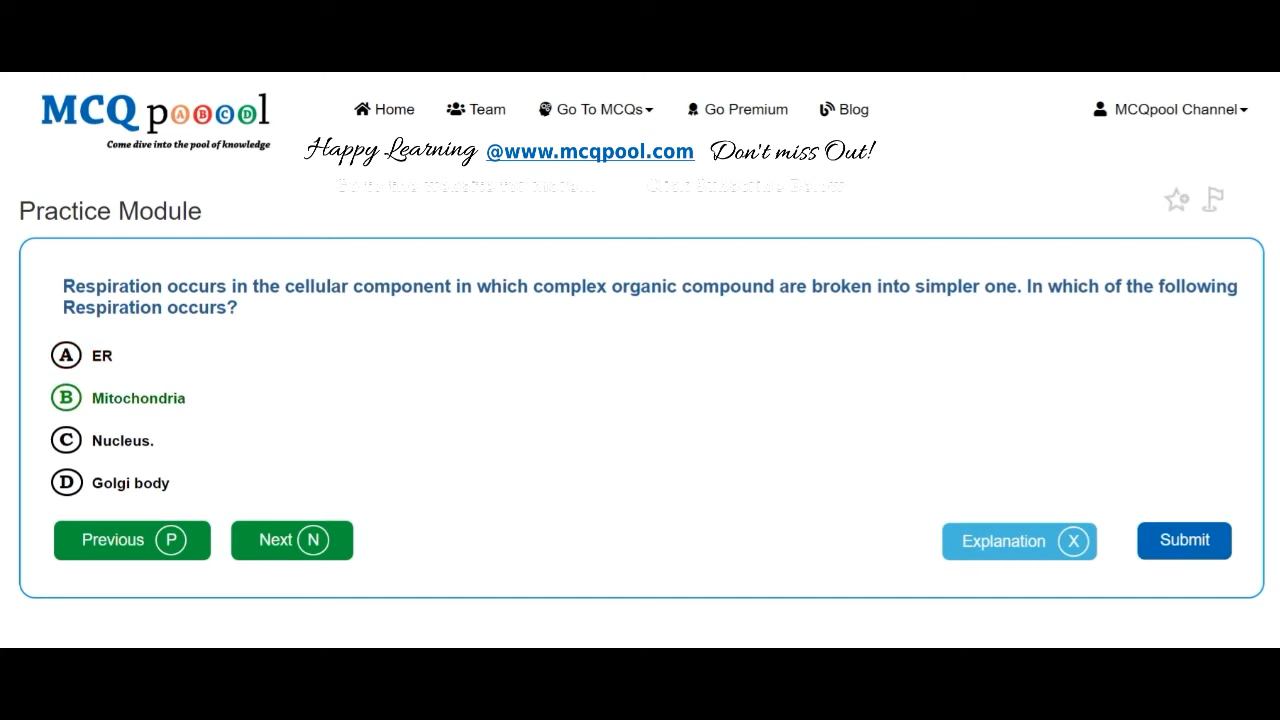 MCQ pooool
Come dive into the pool of knowledge
Home Team Go To MCQs Go Premium Blog MCQpool Channel
Happy Learning @www.mcqpool.com Don't miss Out!
Practice Module
Respiration occurs in the cellular component in which complex organic compound are broken into simpler one. In which of the following
Respiration occurs?
A ER
B Mitochondria
C Nucleus.
D Golgi body
Previous P Next N Explanation X Submit